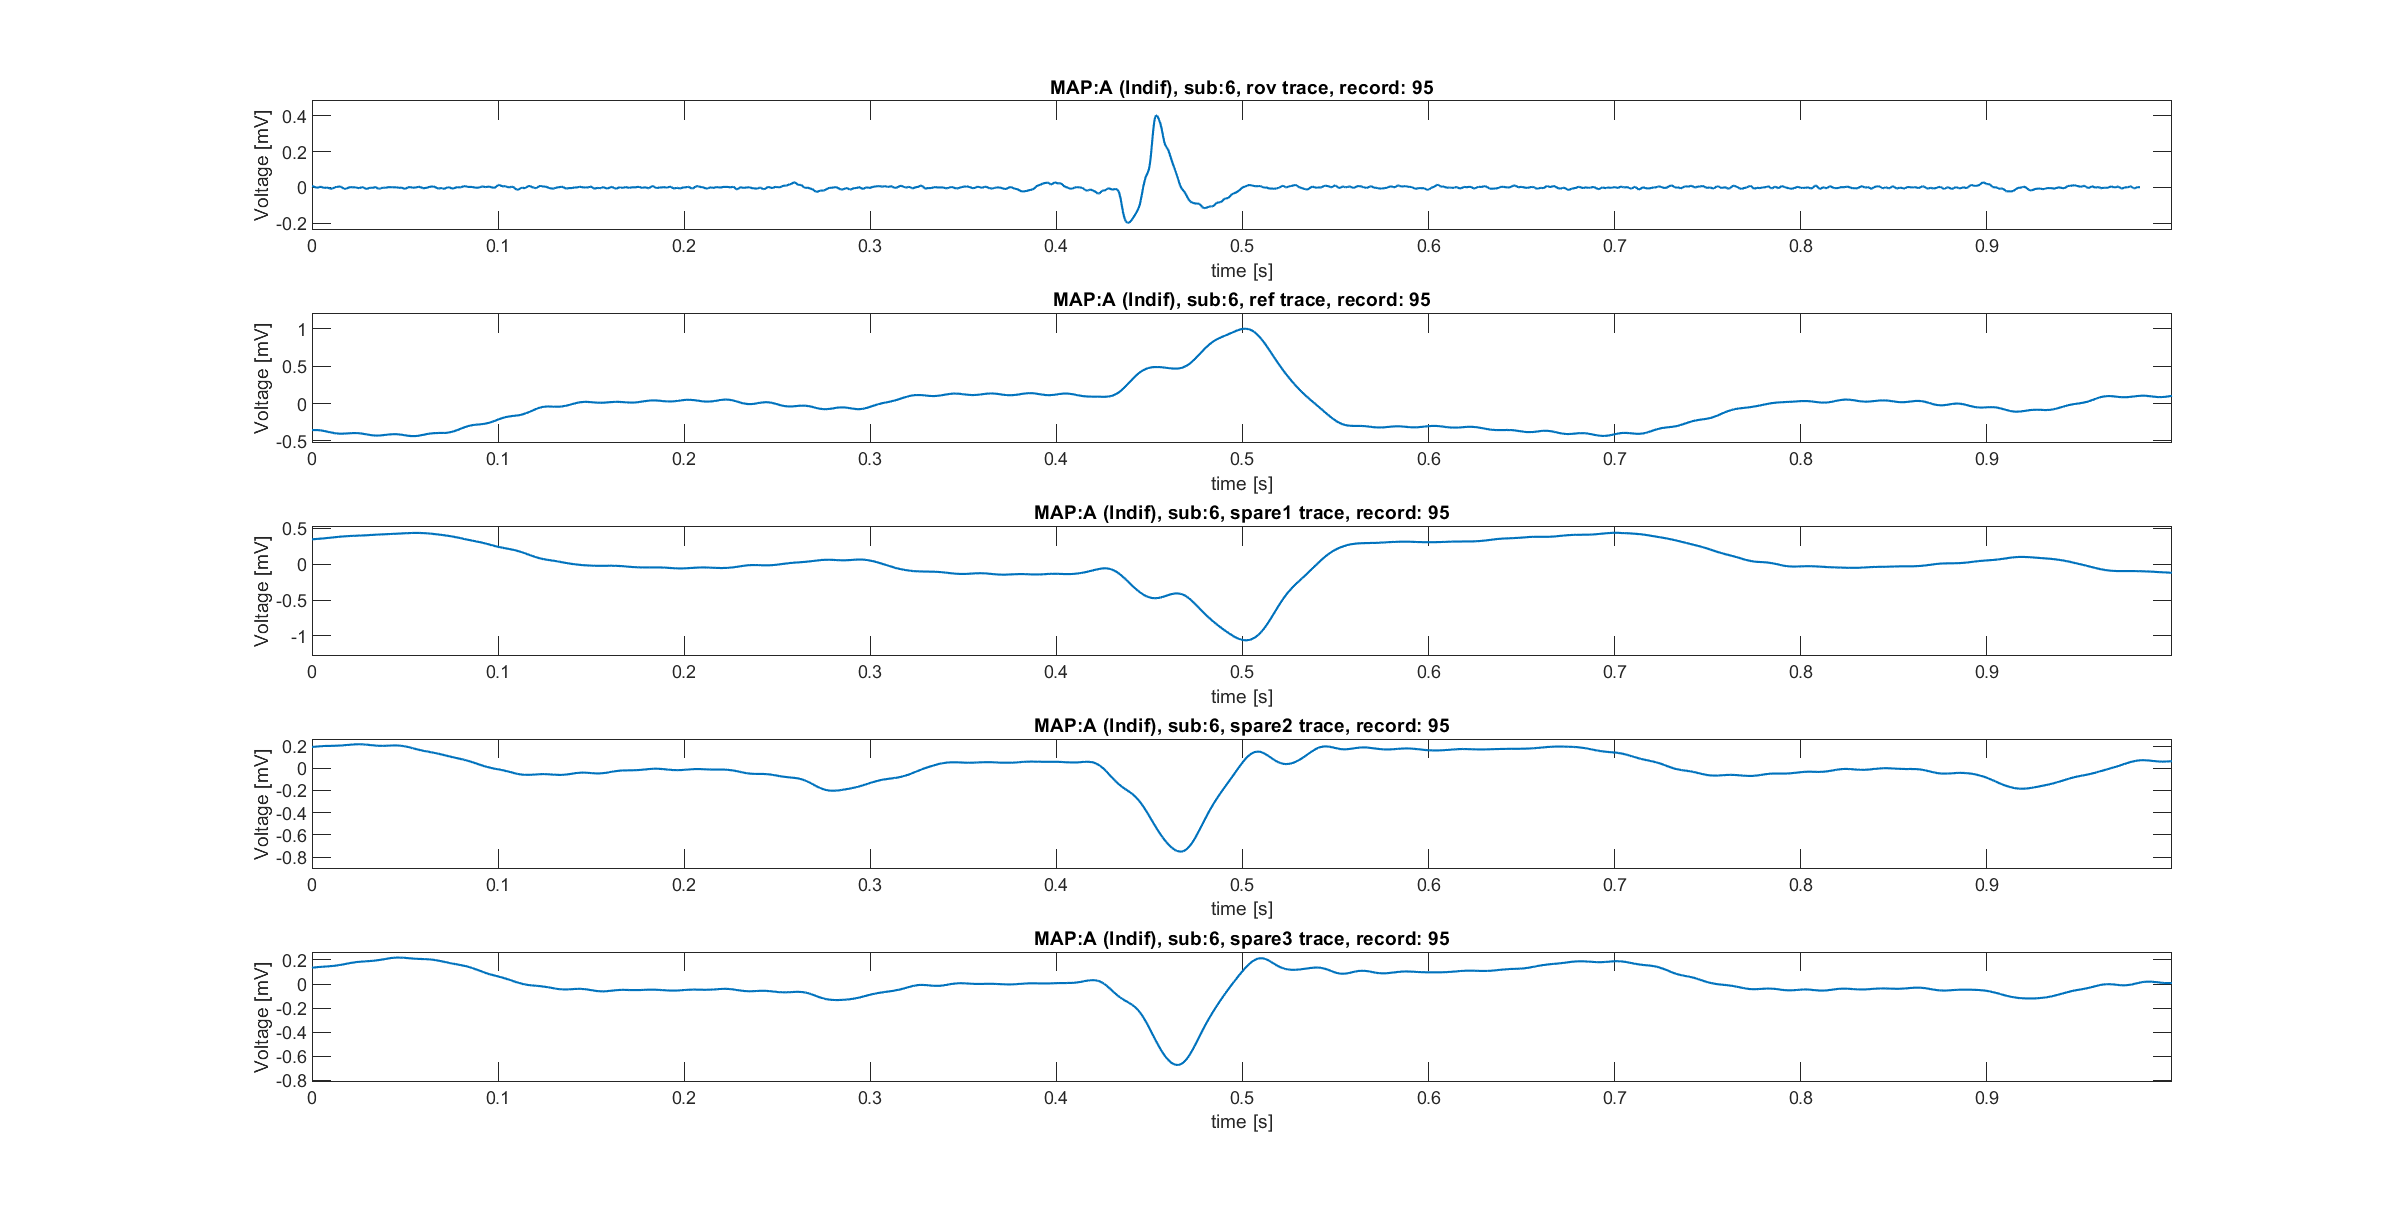 MAP:A (Indif), sub:6, rov trace, record: 95
Voltage [mV]
0.4
0.2
0
-0.2
0 0.1 0.2 0.3 0.4 0.5 0.6 0.7 0.8 0.9
time [s]
MAP:A (Indif), sub:6, ref trace, record: 95
Voltage [mV]
1
0.5
0
-0.5
0 0.1 0.2 0.3 0.4 0.5 0.6 0.7 0.8 0.9
time [s]
MAP:A (Indif), sub:6, spare1 trace, record: 95
Voltage [mV]
0.5
0
-0.5
-1
0 0.1 0.2 0.3 0.4 0.5 0.6 0.7 0.8 0.9
time [s]
MAP:A (Indif), sub:6, spare2 trace, record: 95
Voltage [mV]
0.2
0
-0.2
-0.4
-0.6
-0.8
0 0.1 0.2 0.3 0.4 0.5 0.6 0.7 0.8 0.9
time [s]
MAP:A (Indif), sub:6, spare3 trace, record: 95
Voltage [mV]
0.2
0
-0.2
-0.4
-0.6
-0.8
0 0.1 0.2 0.3 0.4 0.5 0.6 0.7 0.8 0.9
time [s]